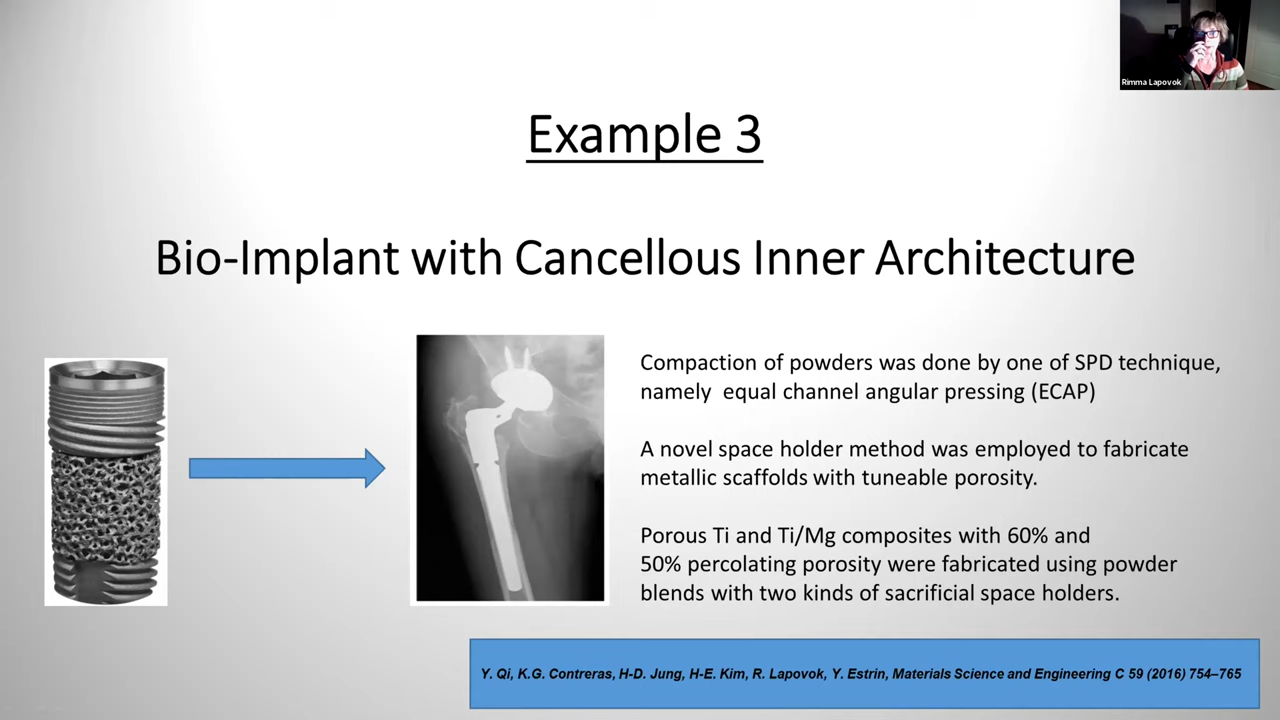 Rimma Lapovok
Example 3
Bio-Implant with Cancellous Inner Architecture
Compaction of powders was done by one of SPD technique,
namely equal channel angular pressing (ECAP)
A novel space holder method was employed to fabricate
metallic scaffolds with tuneable porosity.
Porous Ti and Ti/Mg composites with 60% and
50% percolating porosity were fabricated using powder
blends with two kinds of sacrificial space holders.
Y. Qi, K.G. Contreras, H-D. Jung, H-E. Kim, R. Lapovok, Y. Estrin, Materials Science and Engineering C 59 (2016) 754–765